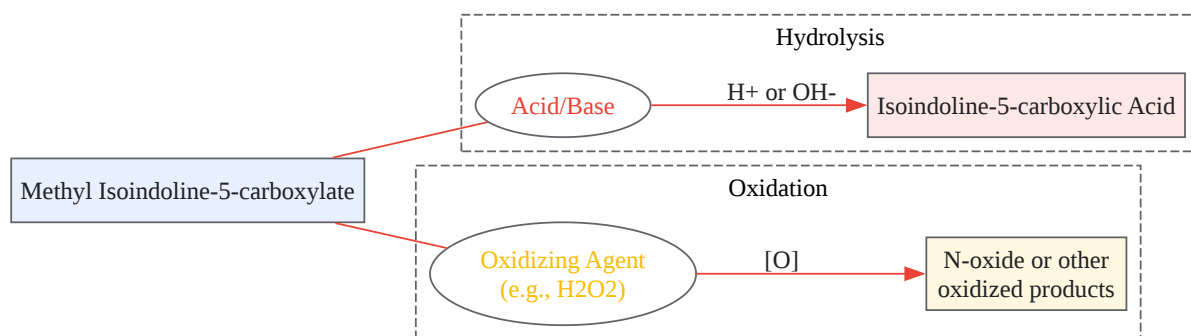 Hydrolysis
Acid/Base
H+ or OH-
Isoindoline-5-carboxylic Acid
Methyl Isoindoline-5-carboxylate
Oxidation
Oxidizing Agent
(e.g., H2O2)
[O]
N-oxide or other
oxidized products